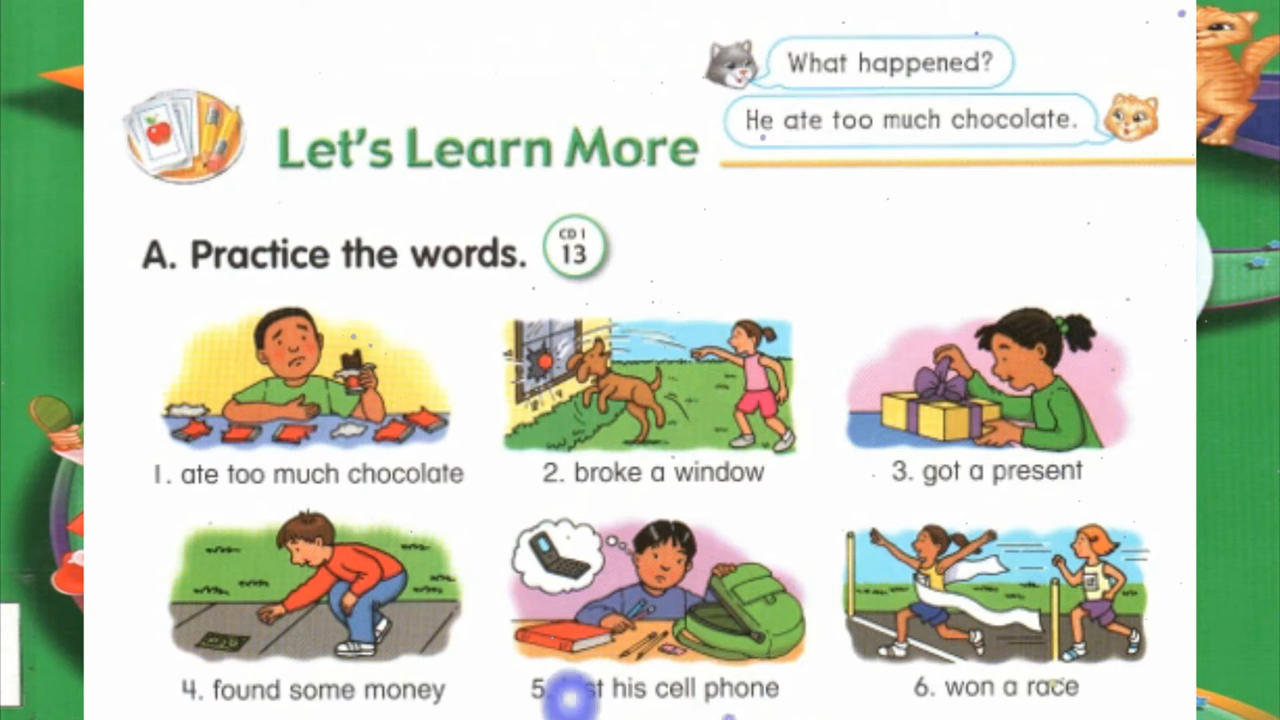 What happened?
He ate too much chocolate.
Let's Learn More
A. Practice the words.
CD 1
13
1. ate too much chocolate
2. broke a window
3. got a present
4. found some money
5. his cell phone
6. won a race